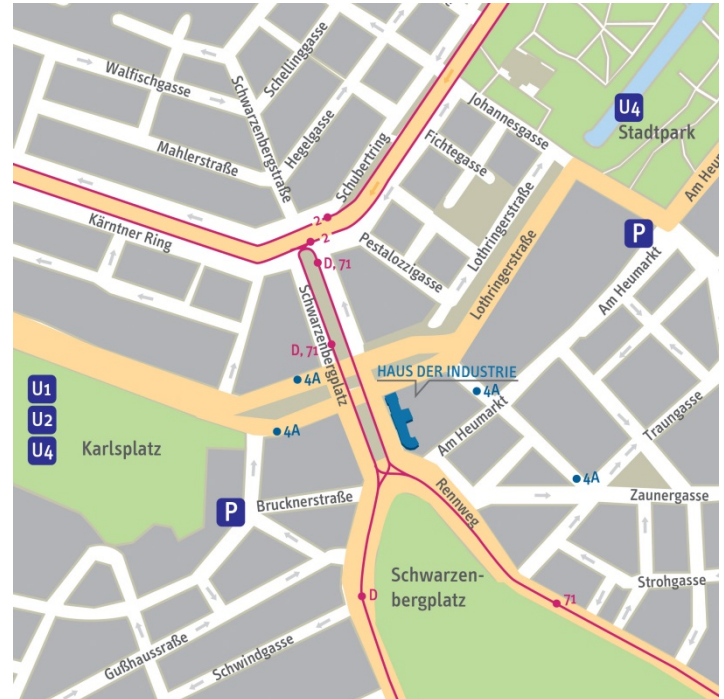 Walfischgasse
Schellinggasse
Schwarzenbergstraße
Hegelgasse
Mahlerstraße
Schubertring
Kärntner Ring
Johannesgasse
Fichtegasse
U4
Stadtpark
Am Heu
P
Lothringerstraße
Lothringerstraße
Pestalozzigasse
Am Heumarkt
2
2
D, 71
D, 71
Schwarzenbergplatz
HAUS DER INDUSTRIE
4A
4A
4A
4A
U1
U2
U4
Karlsplatz
Am Heumarkt
Traungasse
P
Brucknerstraße
Rennweg
Zaunergasse
Schwarzen-
bergplatz
D
71
Strohgasse
Gußhaussraße
Schwindgasse